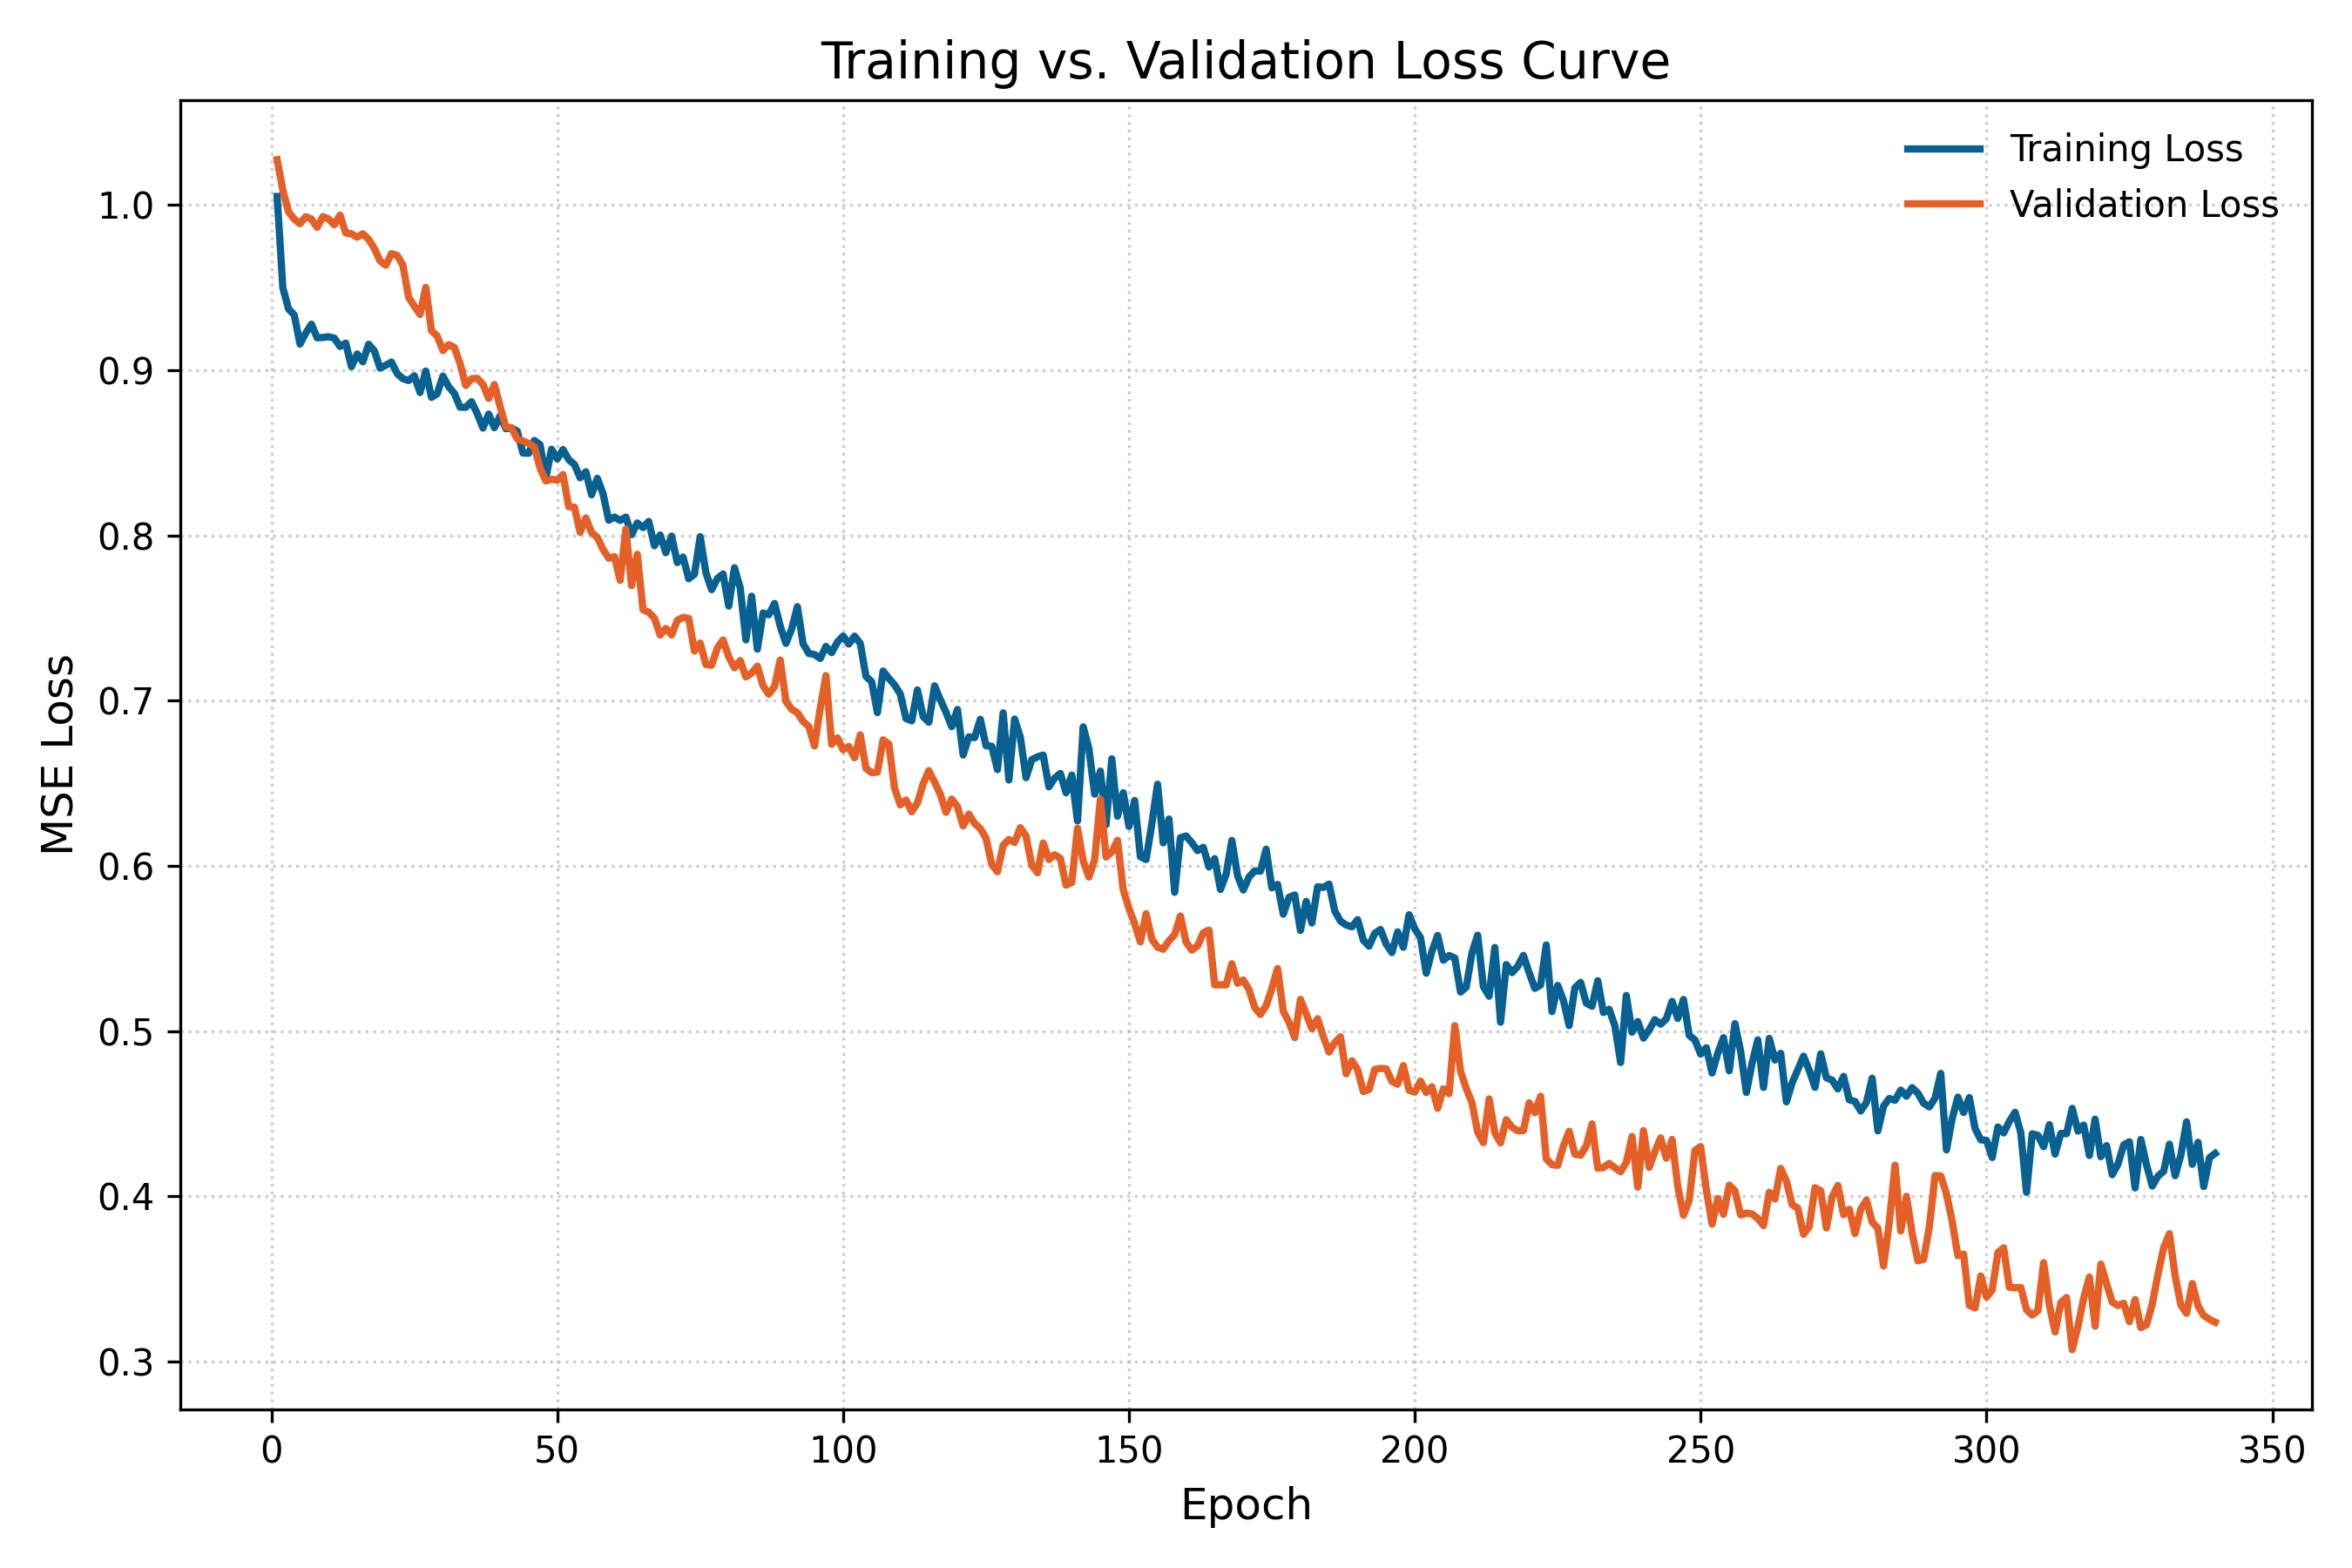 Training vs. Validation Loss Curve
Training Loss
Validation Loss
MSE Loss
1.0
0.9
0.8
0.7
0.6
0.5
0.4
0.3
0 50 100 150 200 250 300 350
Epoch